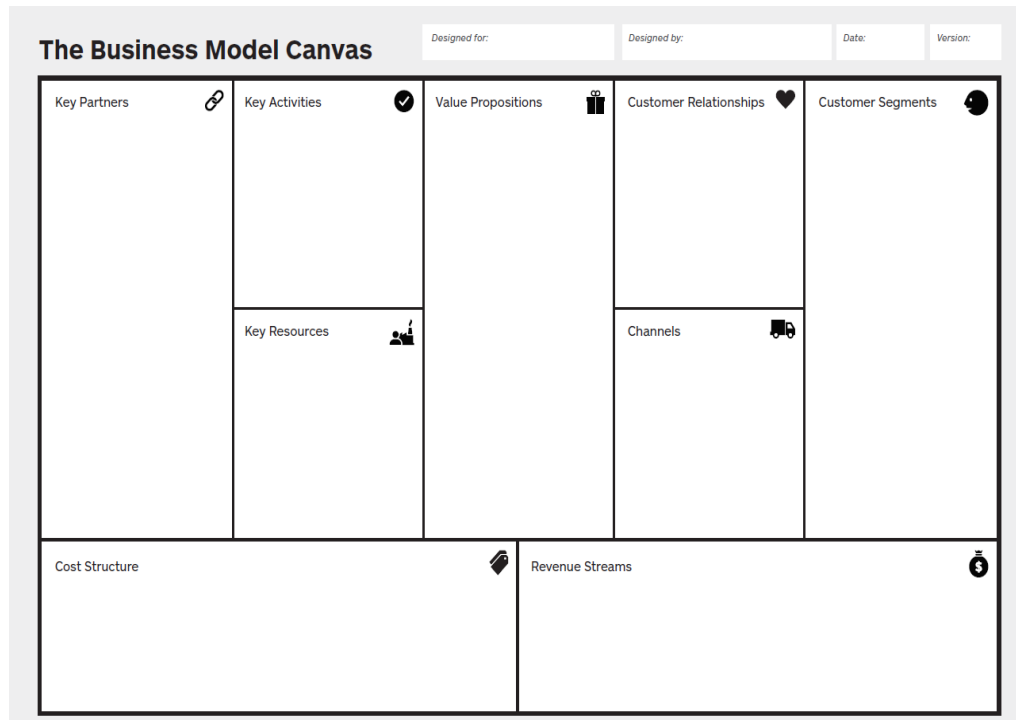 The Business Model Canvas
Designed for:
Designed by:
Date:
Version:
Key Partners
Key Activities
Value Propositions
Customer Relationships
Customer Segments
Key Resources
Channels
Cost Structure
Revenue Streams
$